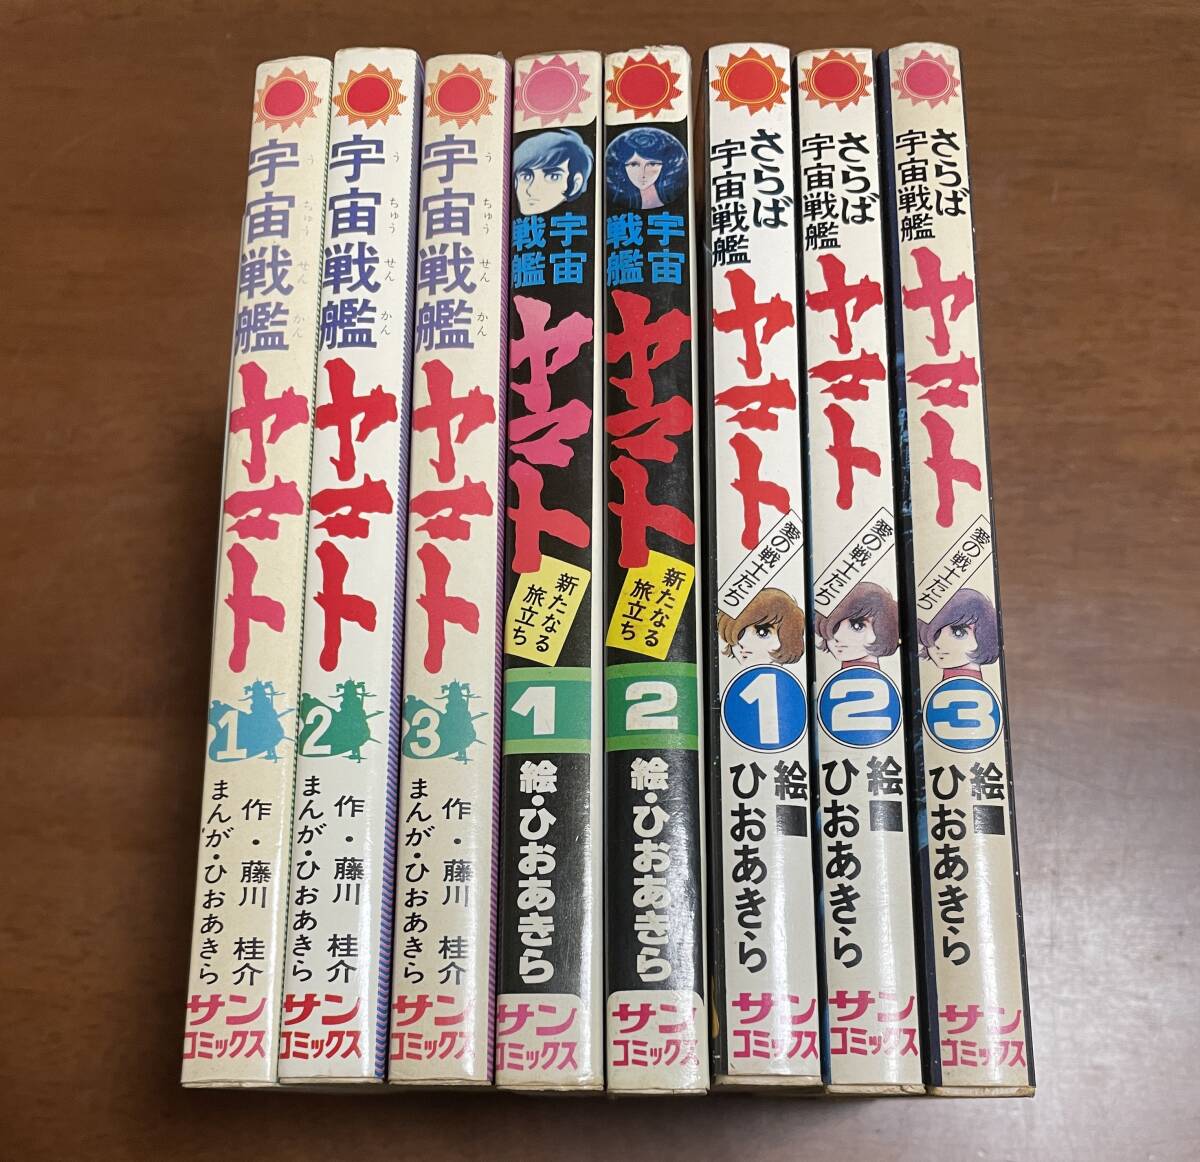 宇宙戦艦
うちゅうせんかん
ヤマト
1
作・藤川 桂介
まんが・ひおあきら
サン
コミックス
宇宙戦艦
うちゅうせんかん
ヤマト
2
作・藤川 桂介
まんが・ひおあきら
サン
コミックス
宇宙戦艦
うちゅうせんかん
ヤマト
3
作・藤川 桂介
まんが・ひおあきら
サン
コミックス
宇宙
戦艦
ヤマト
新たなる
旅立ち
1
絵・ひおあきら
サン
コミックス
宇宙
戦艦
ヤマト
新たなる
旅立ち
2
絵・ひおあきら
サン
コミックス
さらば
宇宙戦艦
ヤマト
愛の戦士たち
1
絵
ひおあきら
サン
コミックス
さらば
宇宙戦艦
ヤマト
愛の戦士たち
2
絵
ひおあきら
サン
コミックス
さらば
宇宙戦艦
ヤマト
愛の戦士たち
3
絵
ひおあきら
サン
コミックス